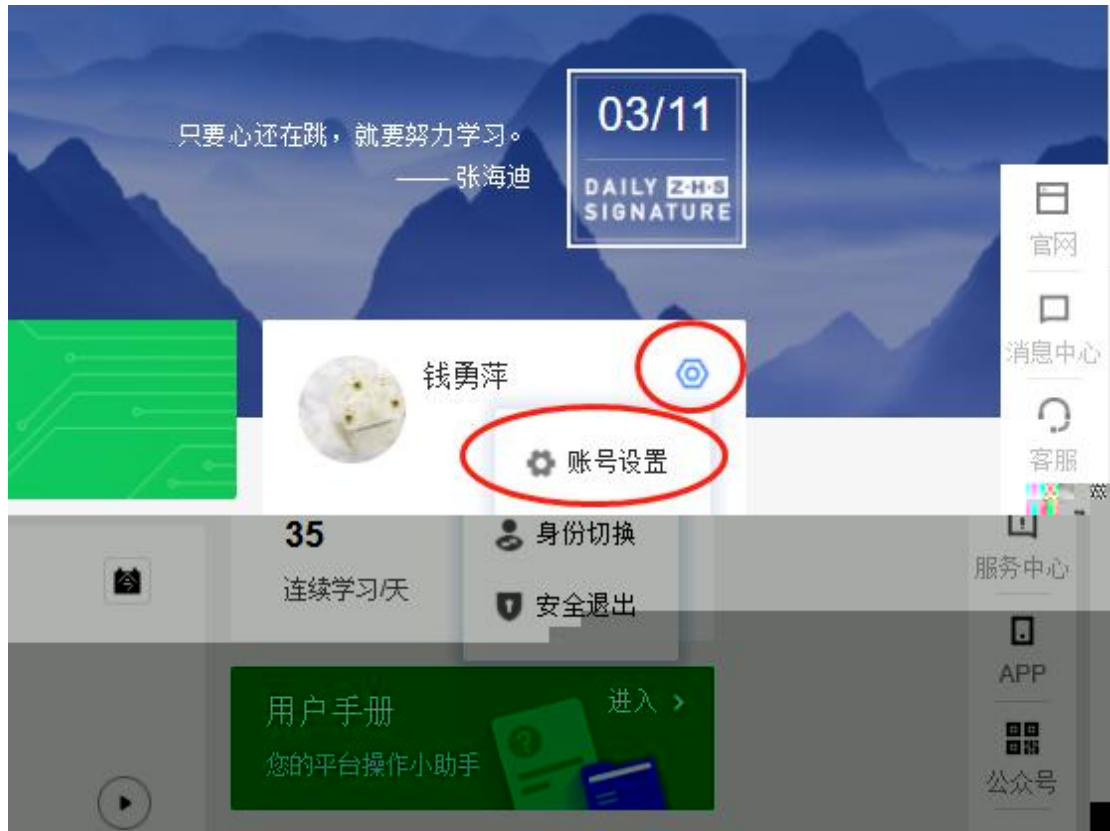 只要心还在跳，就要努力学习。
—— 张海迪
03/11
DAILY Z·H·S
SIGNATURE
官网
消息中心
客服
钱勇萍
账号设置
35
连续学习/天
身份切换
安全退出
服务中心
APP
公众号
用户手册
进入 >
您的平台操作小助手